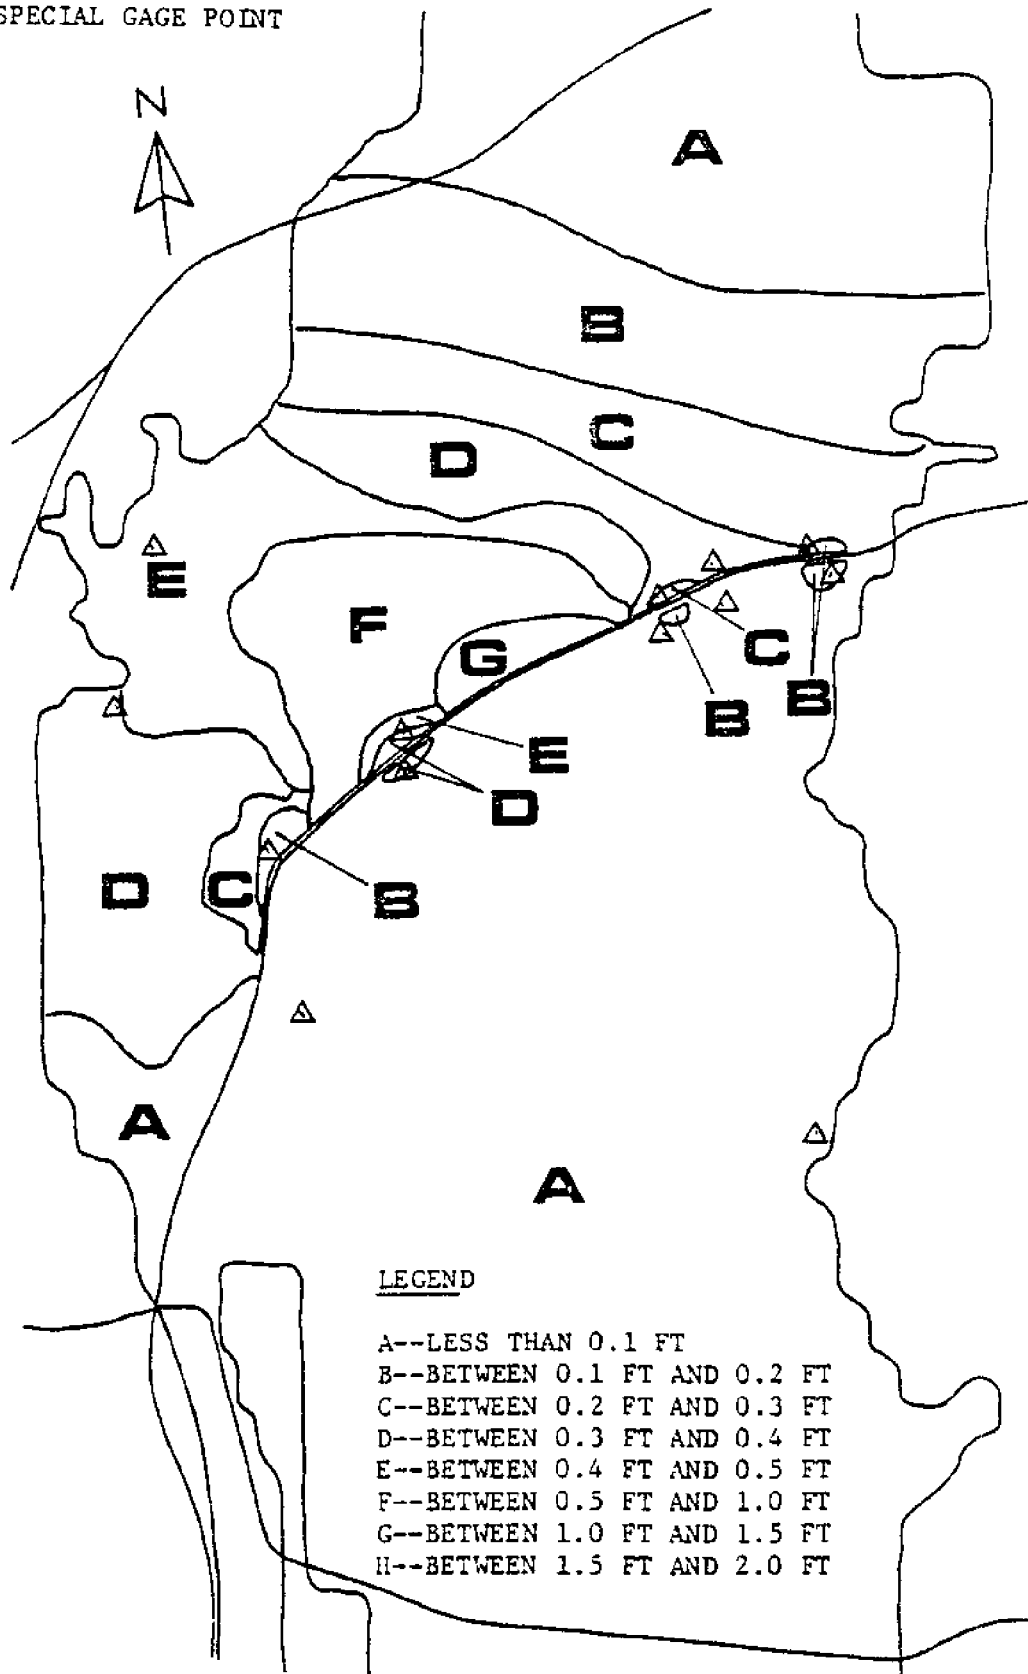 SPECIAL GAGE POINT
N
A
B
C
D
E
F
G
C
B
B
E
D
D
C
B
A
A
LEGEND
A--LESS THAN 0.1 FT
B--BETWEEN 0.1 FT AND 0.2 FT
C--BETWEEN 0.2 FT AND 0.3 FT
D--BETWEEN 0.3 FT AND 0.4 FT
E--BETWEEN 0.4 FT AND 0.5 FT
F--BETWEEN 0.5 FT AND 1.0 FT
G--BETWEEN 1.0 FT AND 1.5 FT
H--BETWEEN 1.5 FT AND 2.0 FT